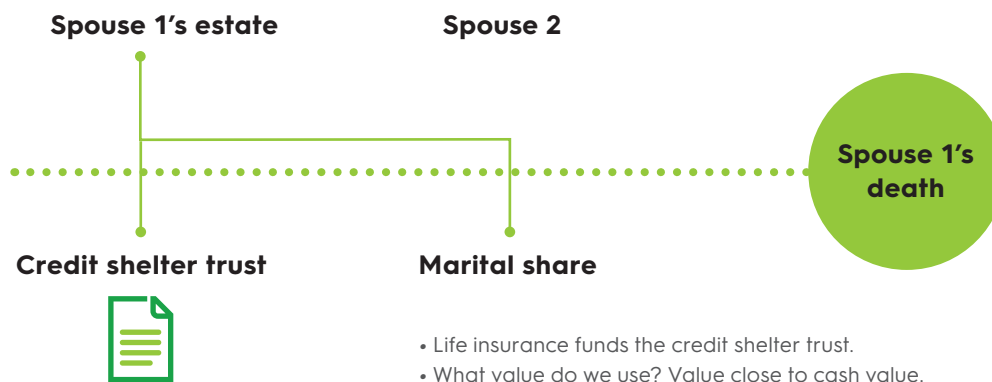 Spouse 1’s estate
Spouse 2
Spouse 1’s
death
Credit shelter trust
Marital share
• Life insurance funds the credit shelter trust.
• What value do we use? Value close to cash value.